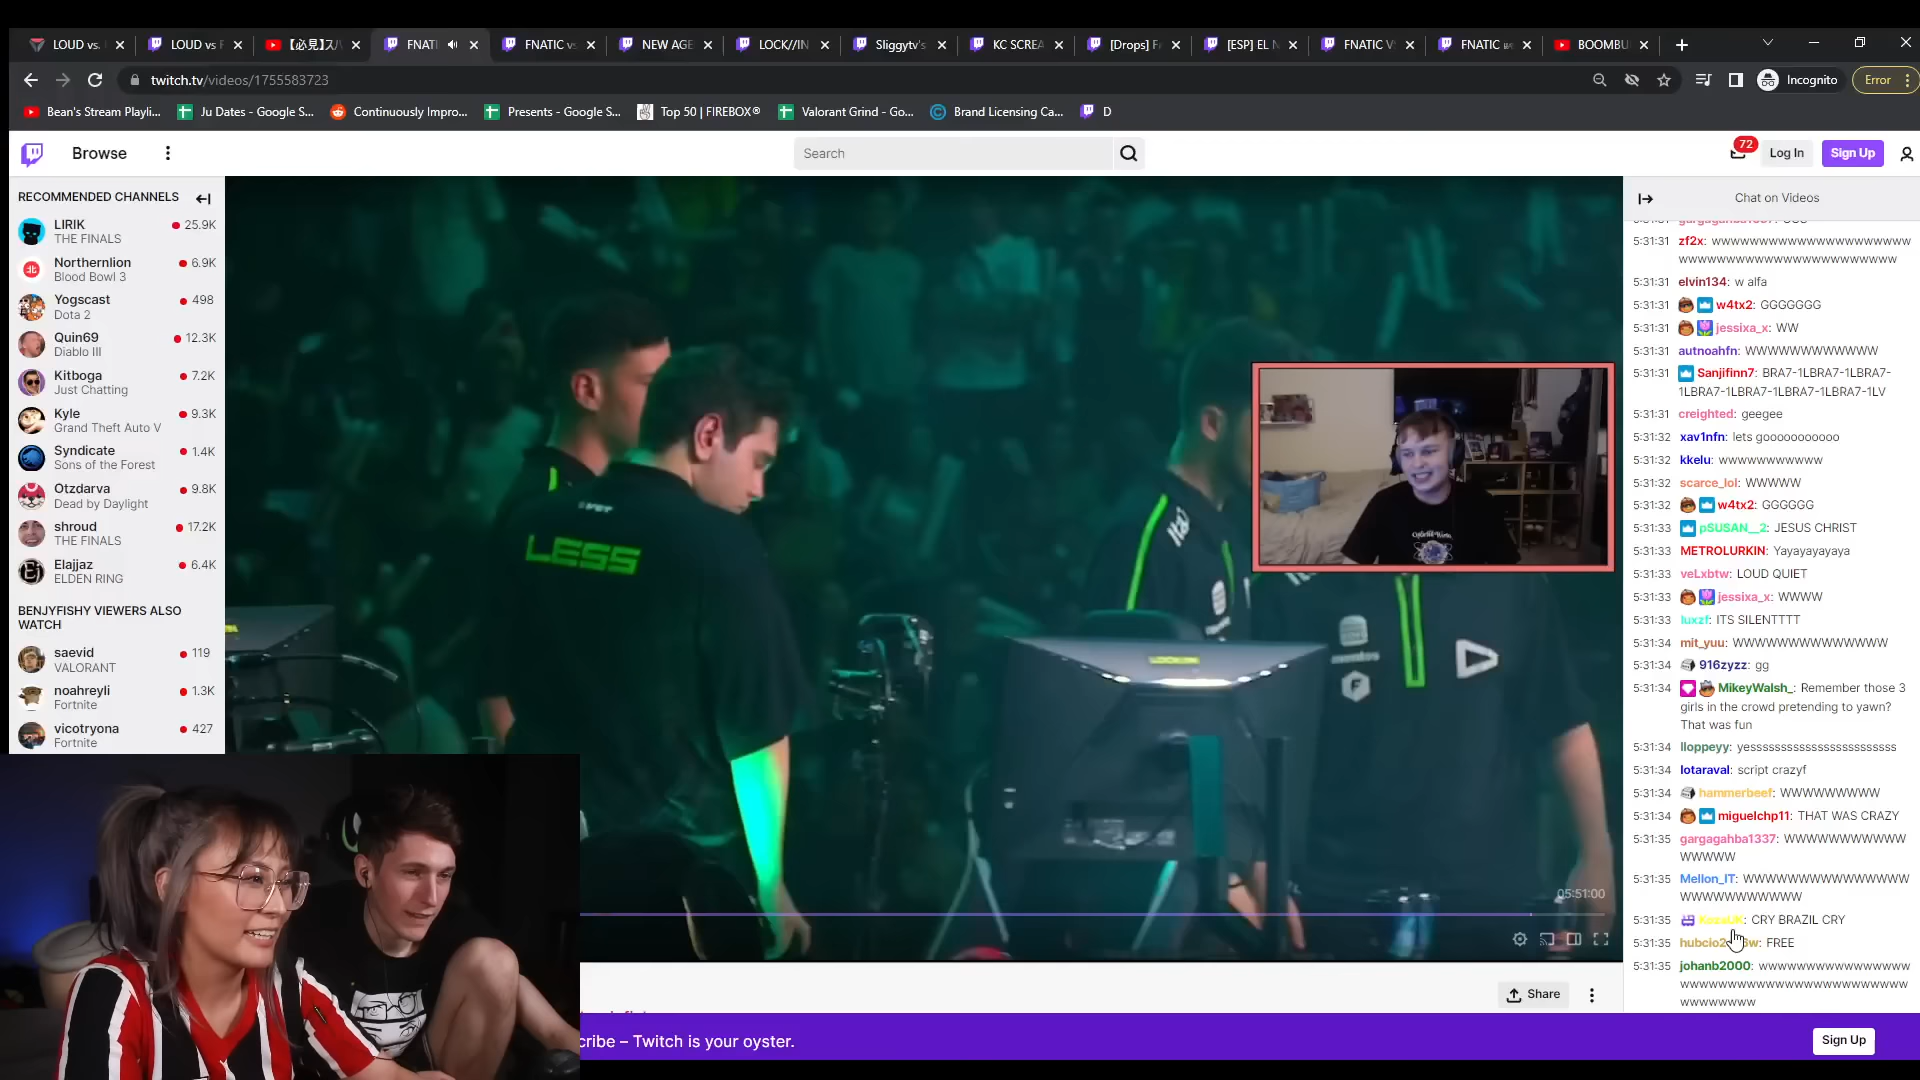 LOUD vs.
LOUD vs F
【必見】ス
FNATI
FNATIC vs
NEW AGE
LOCK//IN
Sliggytv's
KC SCREA
[Drops] F
[ESP] EL N
FNATIC V
FNATIC
BOOMBU
twitch.tv/videos/1755583723
Incognito
Error
Bean's Stream Playli...
Ju Dates - Google S...
Continuously Impro...
Presents - Google S...
Top 50 | FIREBOX®
Valorant Grind - Go...
Brand Licensing Ca...
D
Browse
Search
72
Log In
Sign Up
RECOMMENDED CHANNELS
LIRIK 25.9K
THE FINALS
Northernlion 6.9K
Blood Bowl 3
Yogscast 498
Dota 2
Quin69 12.3K
Diablo III
Kitboga 7.2K
Just Chatting
Kyle 9.3K
Grand Theft Auto V
Syndicate 1.4K
Sons of the Forest
Otzdarva 9.8K
Dead by Daylight
shroud 17.2K
THE FINALS
Elajjaz 6.4K
ELDEN RING
BENJYFISHY VIEWERS ALSO
WATCH
saevid 119
VALORANT
noahreyli 1.3K
Fortnite
vicotryona 427
Fortnite
LESS
05:51:00
Share
cribe – Twitch is your oyster.
Sign Up
Chat on Videos
5:31:31 zf2x: wwwwwwwwwwwwwwwwwwwww
wwwwwwwwwwwwwwwwwwwwwww
5:31:31 elvin134: w alfa
5:31:31 w4tx2: GGGGGGG
5:31:31 jessixa_x: WW
5:31:31 autnoahfn: WWWWWWWWWWWW
5:31:31 Sanjifinn7: BRA7-1LBRA7-1LBRA7-
1LBRA7-1LBRA7-1LBRA7-1LBRA7-1LV
5:31:31 creighted: geegee
5:31:32 xav1nfn: lets gooooooooooo
5:31:32 kkelu: wwwwwwwwwww
5:31:32 scarce_lol: WWWWW
5:31:32 w4tx2: GGGGGG
5:31:33 pSUSAN__2: JESUS CHRIST
5:31:33 METROLURKIN: Yayayayayaya
5:31:33 veLxbtw: LOUD QUIET
5:31:33 jessixa_x: WWWW
5:31:33 luxzf: ITS SILENTTTT
5:31:34 mit_yuu: WWWWWWWWWWWWWW
5:31:34 916zyzz: gg
5:31:34 MikeyWalsh_: Remember those 3
girls in the crowd pretending to yawn?
That was fun
5:31:34 lloppeyy: yesssssssssssssssssssssssss
5:31:34 lotaraval: script crazyf
5:31:34 hammerbeef: WWWWWWWWW
5:31:34 miguelchp11: THAT WAS CRAZY
5:31:35 gargagahba1337: WWWWWWWWWWW
WWWWW
5:31:35 Mellon_IT: WWWWWWWWWWWWWWW
WWWWWWWWWWW
5:31:35 CRY BRAZIL CRY
5:31:35 FREE
5:31:35 johanb2000: wwwwwwwwwwwwwwww
wwwwwwwwwwwwwwwwwwwwwwww
wwwwwwww